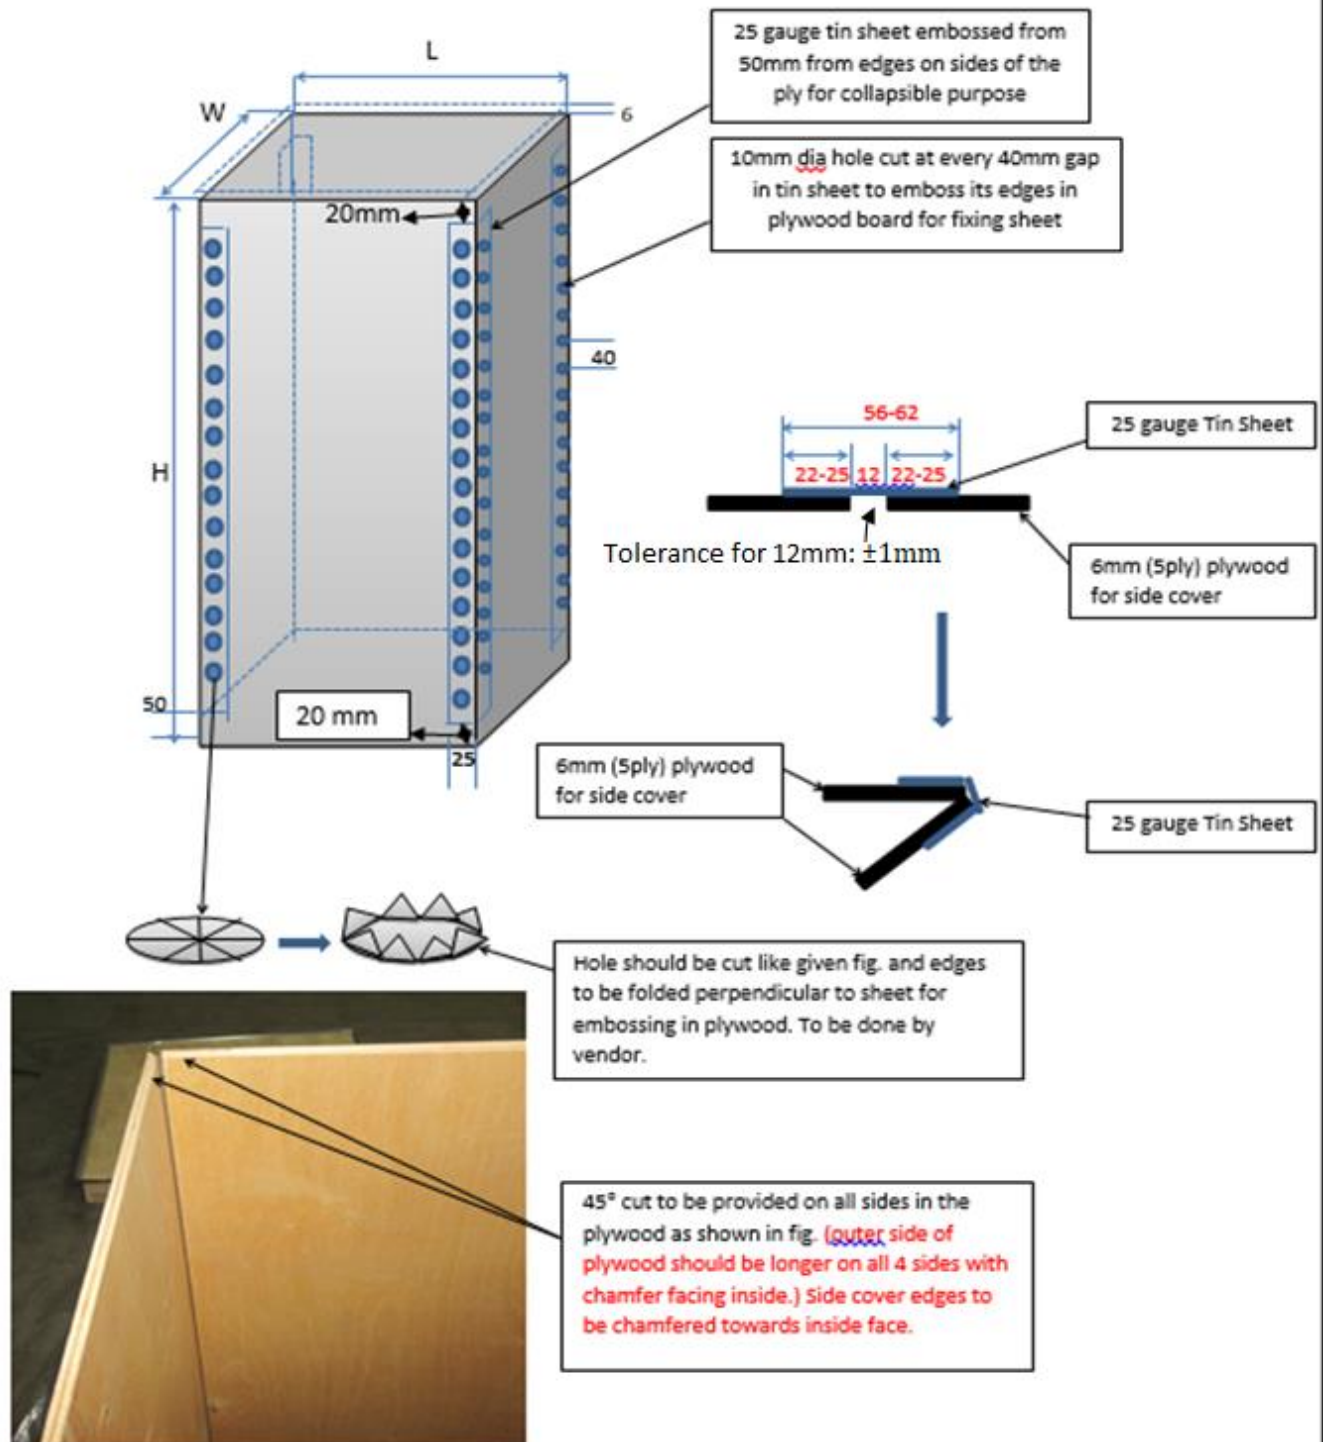 25 gauge tin sheet embossed from
50mm from edges on sides of the
ply for collapsible purpose
L
W
6
10mm dia hole cut at every 40mm gap
in tin sheet to emboss its edges in
plywood board for fixing sheet
20mm
40
H
56-62
22-25 12 22-25
25 gauge Tin Sheet
Tolerance for 12mm: ±1mm
6mm (5ply) plywood
for side cover
50
20 mm
25
6mm (5ply) plywood
for side cover
25 gauge Tin Sheet
Hole should be cut like given fig. and edges
to be folded perpendicular to sheet for
embossing in plywood. To be done by
vendor.
45° cut to be provided on all sides in the
plywood as shown in fig. (outer side of
plywood should be longer on all 4 sides with
chamfer facing inside.) Side cover edges to
be chamfered towards inside face.